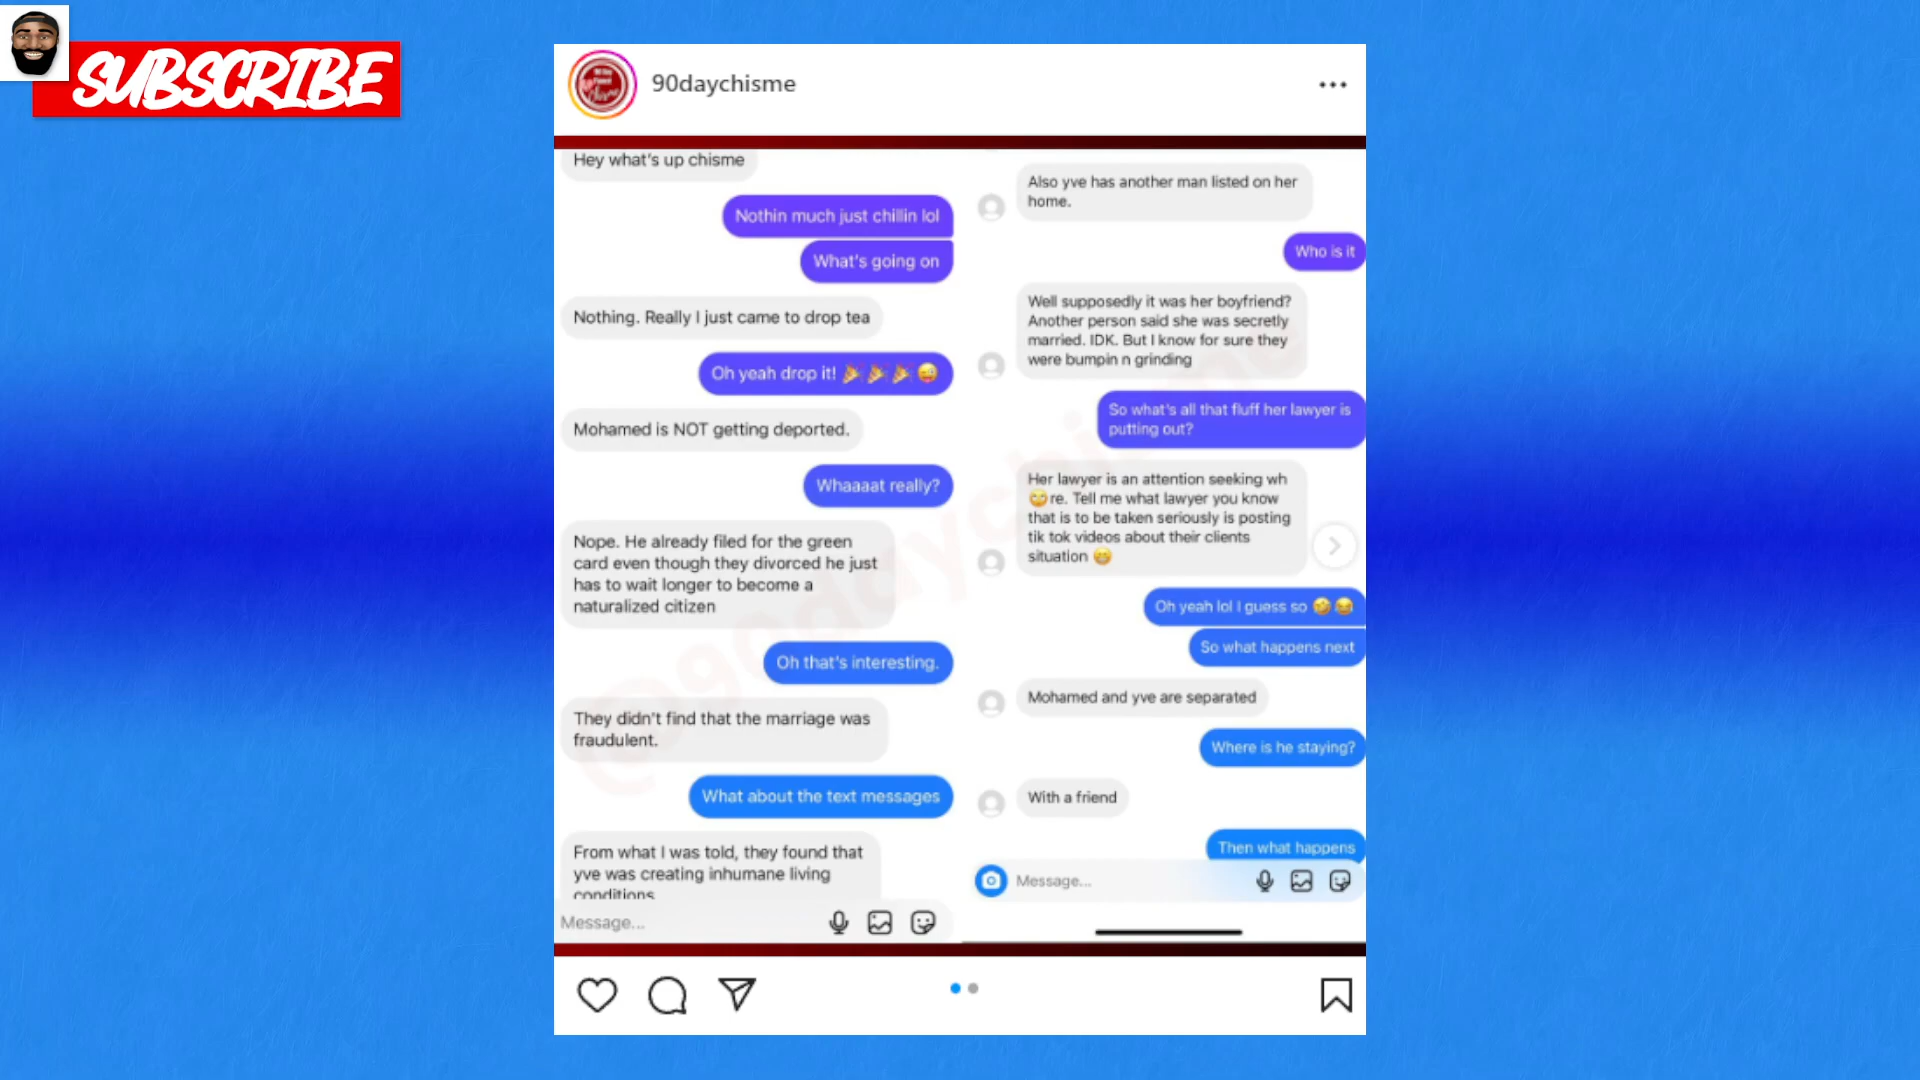 SUBSCRIBE
90daychisme
Hey what's up chisme
Nothin much just chillin lol
What's going on
Nothing. Really I just came to drop tea
Oh yeah drop it! 🎉🎉🎉😜
Mohamed is NOT getting deported.
Whaaaat really?
Nope. He already filed for the green
card even though they divorced he just
has to wait longer to become a
naturalized citizen
Oh that's interesting.
They didn't find that the marriage was
fraudulent.
What about the text messages
From what I was told, they found that
yve was creating inhumane living
conditions
Message...
Also yve has another man listed on her
home.
Who is it
Well supposedly it was her boyfriend?
Another person said she was secretly
married. IDK. But I know for sure they
were bumpin n grinding
So what's all that fluff her lawyer is
putting out?
Her lawyer is an attention seeking wh
🙄re. Tell me what lawyer you know
that is to be taken seriously is posting
tik tok videos about their clients
situation 😁
Oh yeah lol I guess so 🤣😂
So what happens next
Mohamed and yve are separated
Where is he staying?
With a friend
Then what happens
Message...
@90daychisme